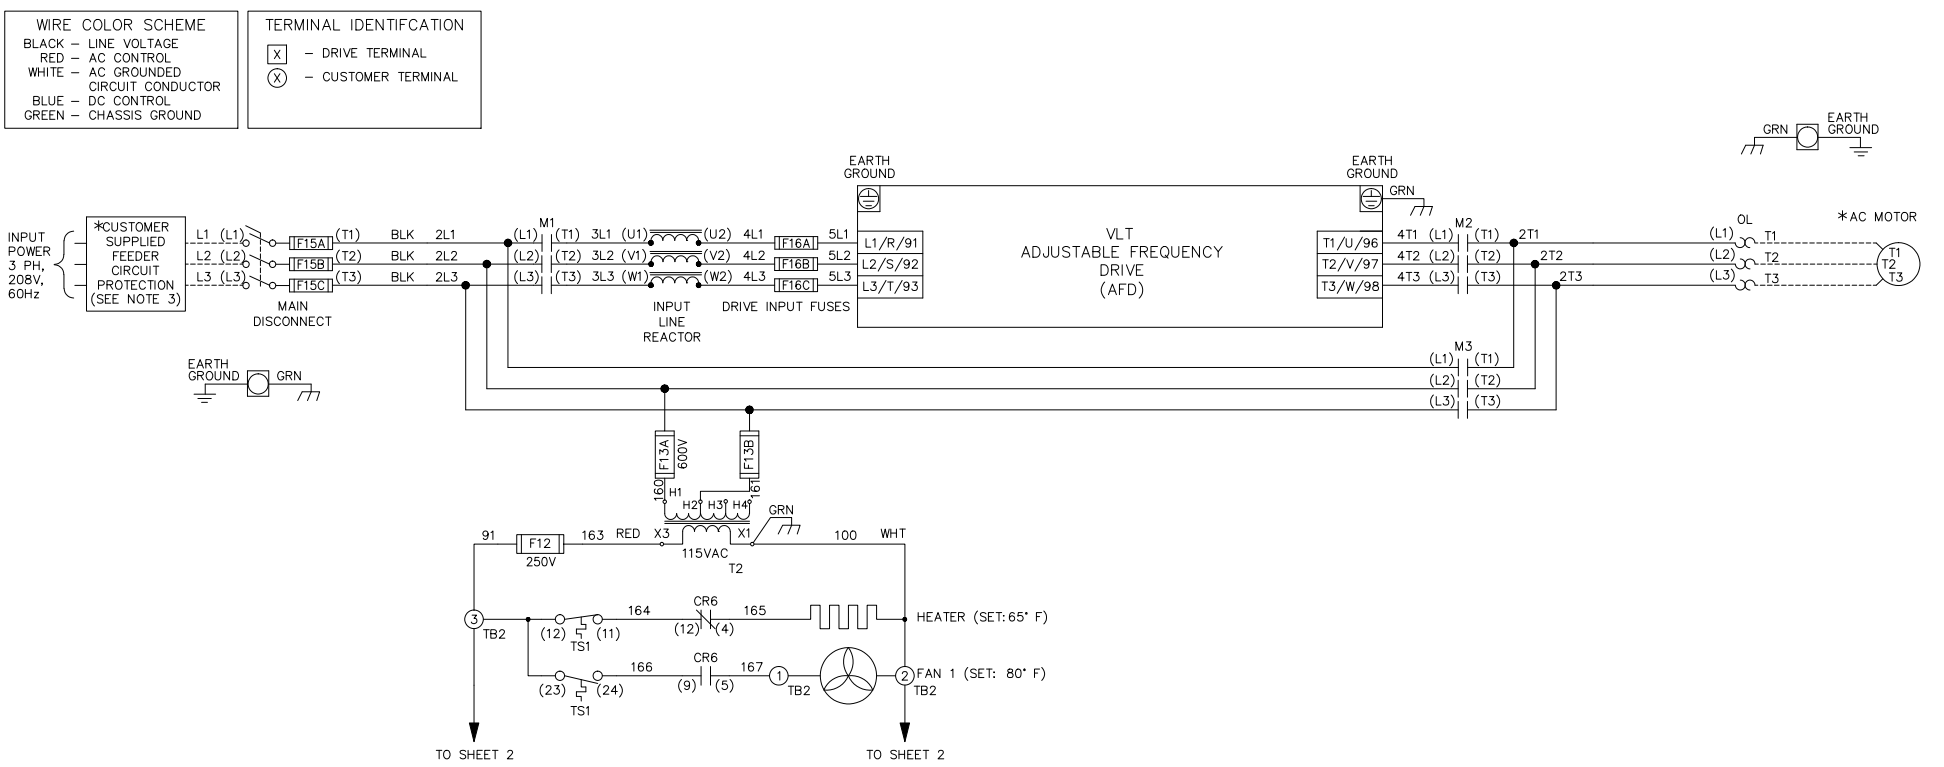 WIRE COLOR SCHEME
BLACK – LINE VOLTAGE
RED – AC CONTROL
WHITE – AC GROUNDED
CIRCUIT CONDUCTOR
BLUE – DC CONTROL
GREEN – CHASSIS GROUND
TERMINAL IDENTIFCATION
X – DRIVE TERMINAL
X – CUSTOMER TERMINAL
GRN
EARTH
GROUND
INPUT
POWER
3 PH,
208V,
60Hz
*CUSTOMER
SUPPLIED
FEEDER
CIRCUIT
PROTECTION
(SEE NOTE 3)
L1 (L1) F15A (T1) BLK 2L1
L2 (L2) F15B (T2) BLK 2L2
L3 (L3) F15C (T3) BLK 2L3
MAIN
DISCONNECT
M1
(L1) (T1) 3L1 (U1) (U2) 4L1 F16A 5L1
(L2) (T2) 3L2 (V1) (V2) 4L2 F16B 5L2
(L3) (T3) 3L3 (W1) (W2) 4L3 F16C 5L3
INPUT
LINE
REACTOR
DRIVE INPUT FUSES
EARTH
GROUND
L1/R/91
L2/S/92
L3/T/93
VLT
ADJUSTABLE FREQUENCY
DRIVE
(AFD)
EARTH
GROUND
GRN
T1/U/96
T2/V/97
T3/W/98
M2
4T1 (L1) (T1) 2T1
4T2 (L2) (T2) 2T2
4T3 (L3) (T3) 2T3
OL
(L1) T1
(L2) T2
(L3) T3
*AC MOTOR
T1
T2
T3
M3
(L1) (T1)
(L2) (T2)
(L3) (T3)
EARTH
GROUND
GRN
F13A
600V
F13B
160
161
H1
H2 H3 H4
GRN
91 F12 163 RED X3 X1 100 WHT
250V
115VAC
T2
3
TB2
(12) (11)
TS1
164
CR6
(12) (4)
165
HEATER (SET: 65° F)
(23) (24)
TS1
166
CR6
(9) (5)
167
1
TB2
2
TB2
FAN 1 (SET: 80° F)
TO SHEET 2
TO SHEET 2